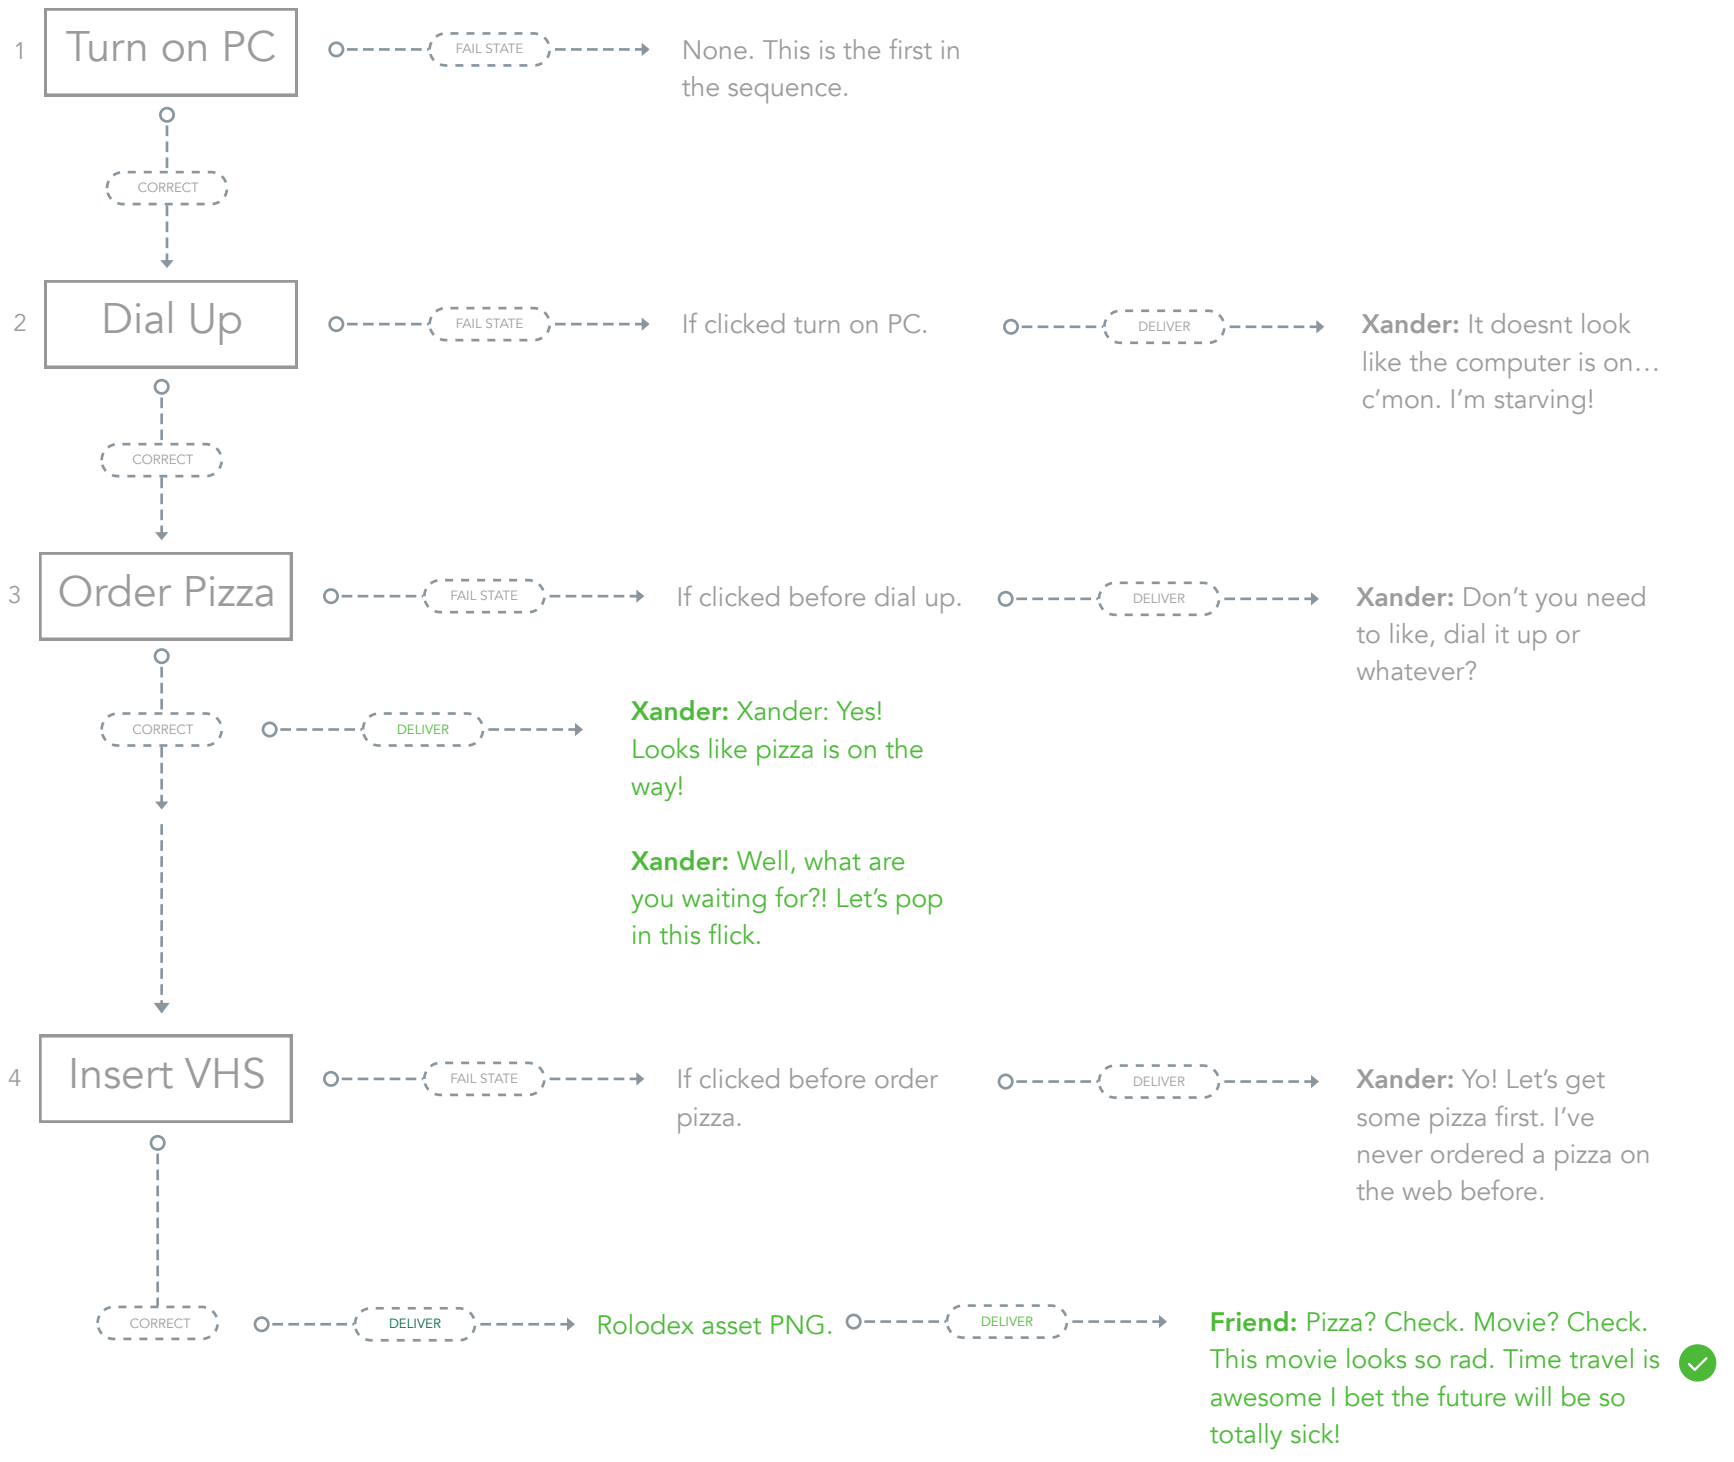 1
Turn on PC
FAIL STATE
None. This is the first in
the sequence.
CORRECT
2
Dial Up
FAIL STATE
If clicked turn on PC.
DELIVER
Xander: It doesnt look
like the computer is on…
c’mon. I’m starving!
CORRECT
3
Order Pizza
FAIL STATE
If clicked before dial up.
DELIVER
Xander: Don’t you need
to like, dial it up or
whatever?
CORRECT
DELIVER
Xander: Xander: Yes!
Looks like pizza is on the
way!
Xander: Well, what are
you waiting for?! Let’s pop
in this flick.
4
Insert VHS
FAIL STATE
If clicked before order
pizza.
DELIVER
Xander: Yo! Let’s get
some pizza first. I’ve
never ordered a pizza on
the web before.
CORRECT
DELIVER
Rolodex asset PNG.
DELIVER
Friend: Pizza? Check. Movie? Check.
This movie looks so rad. Time travel is
awesome I bet the future will be so
totally sick!